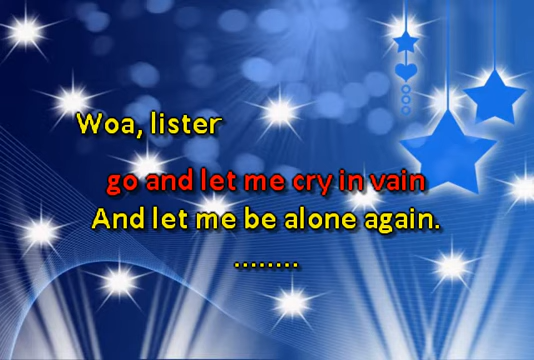 Woa, lister
go and let me cry in vain
And let me be alone again.
........